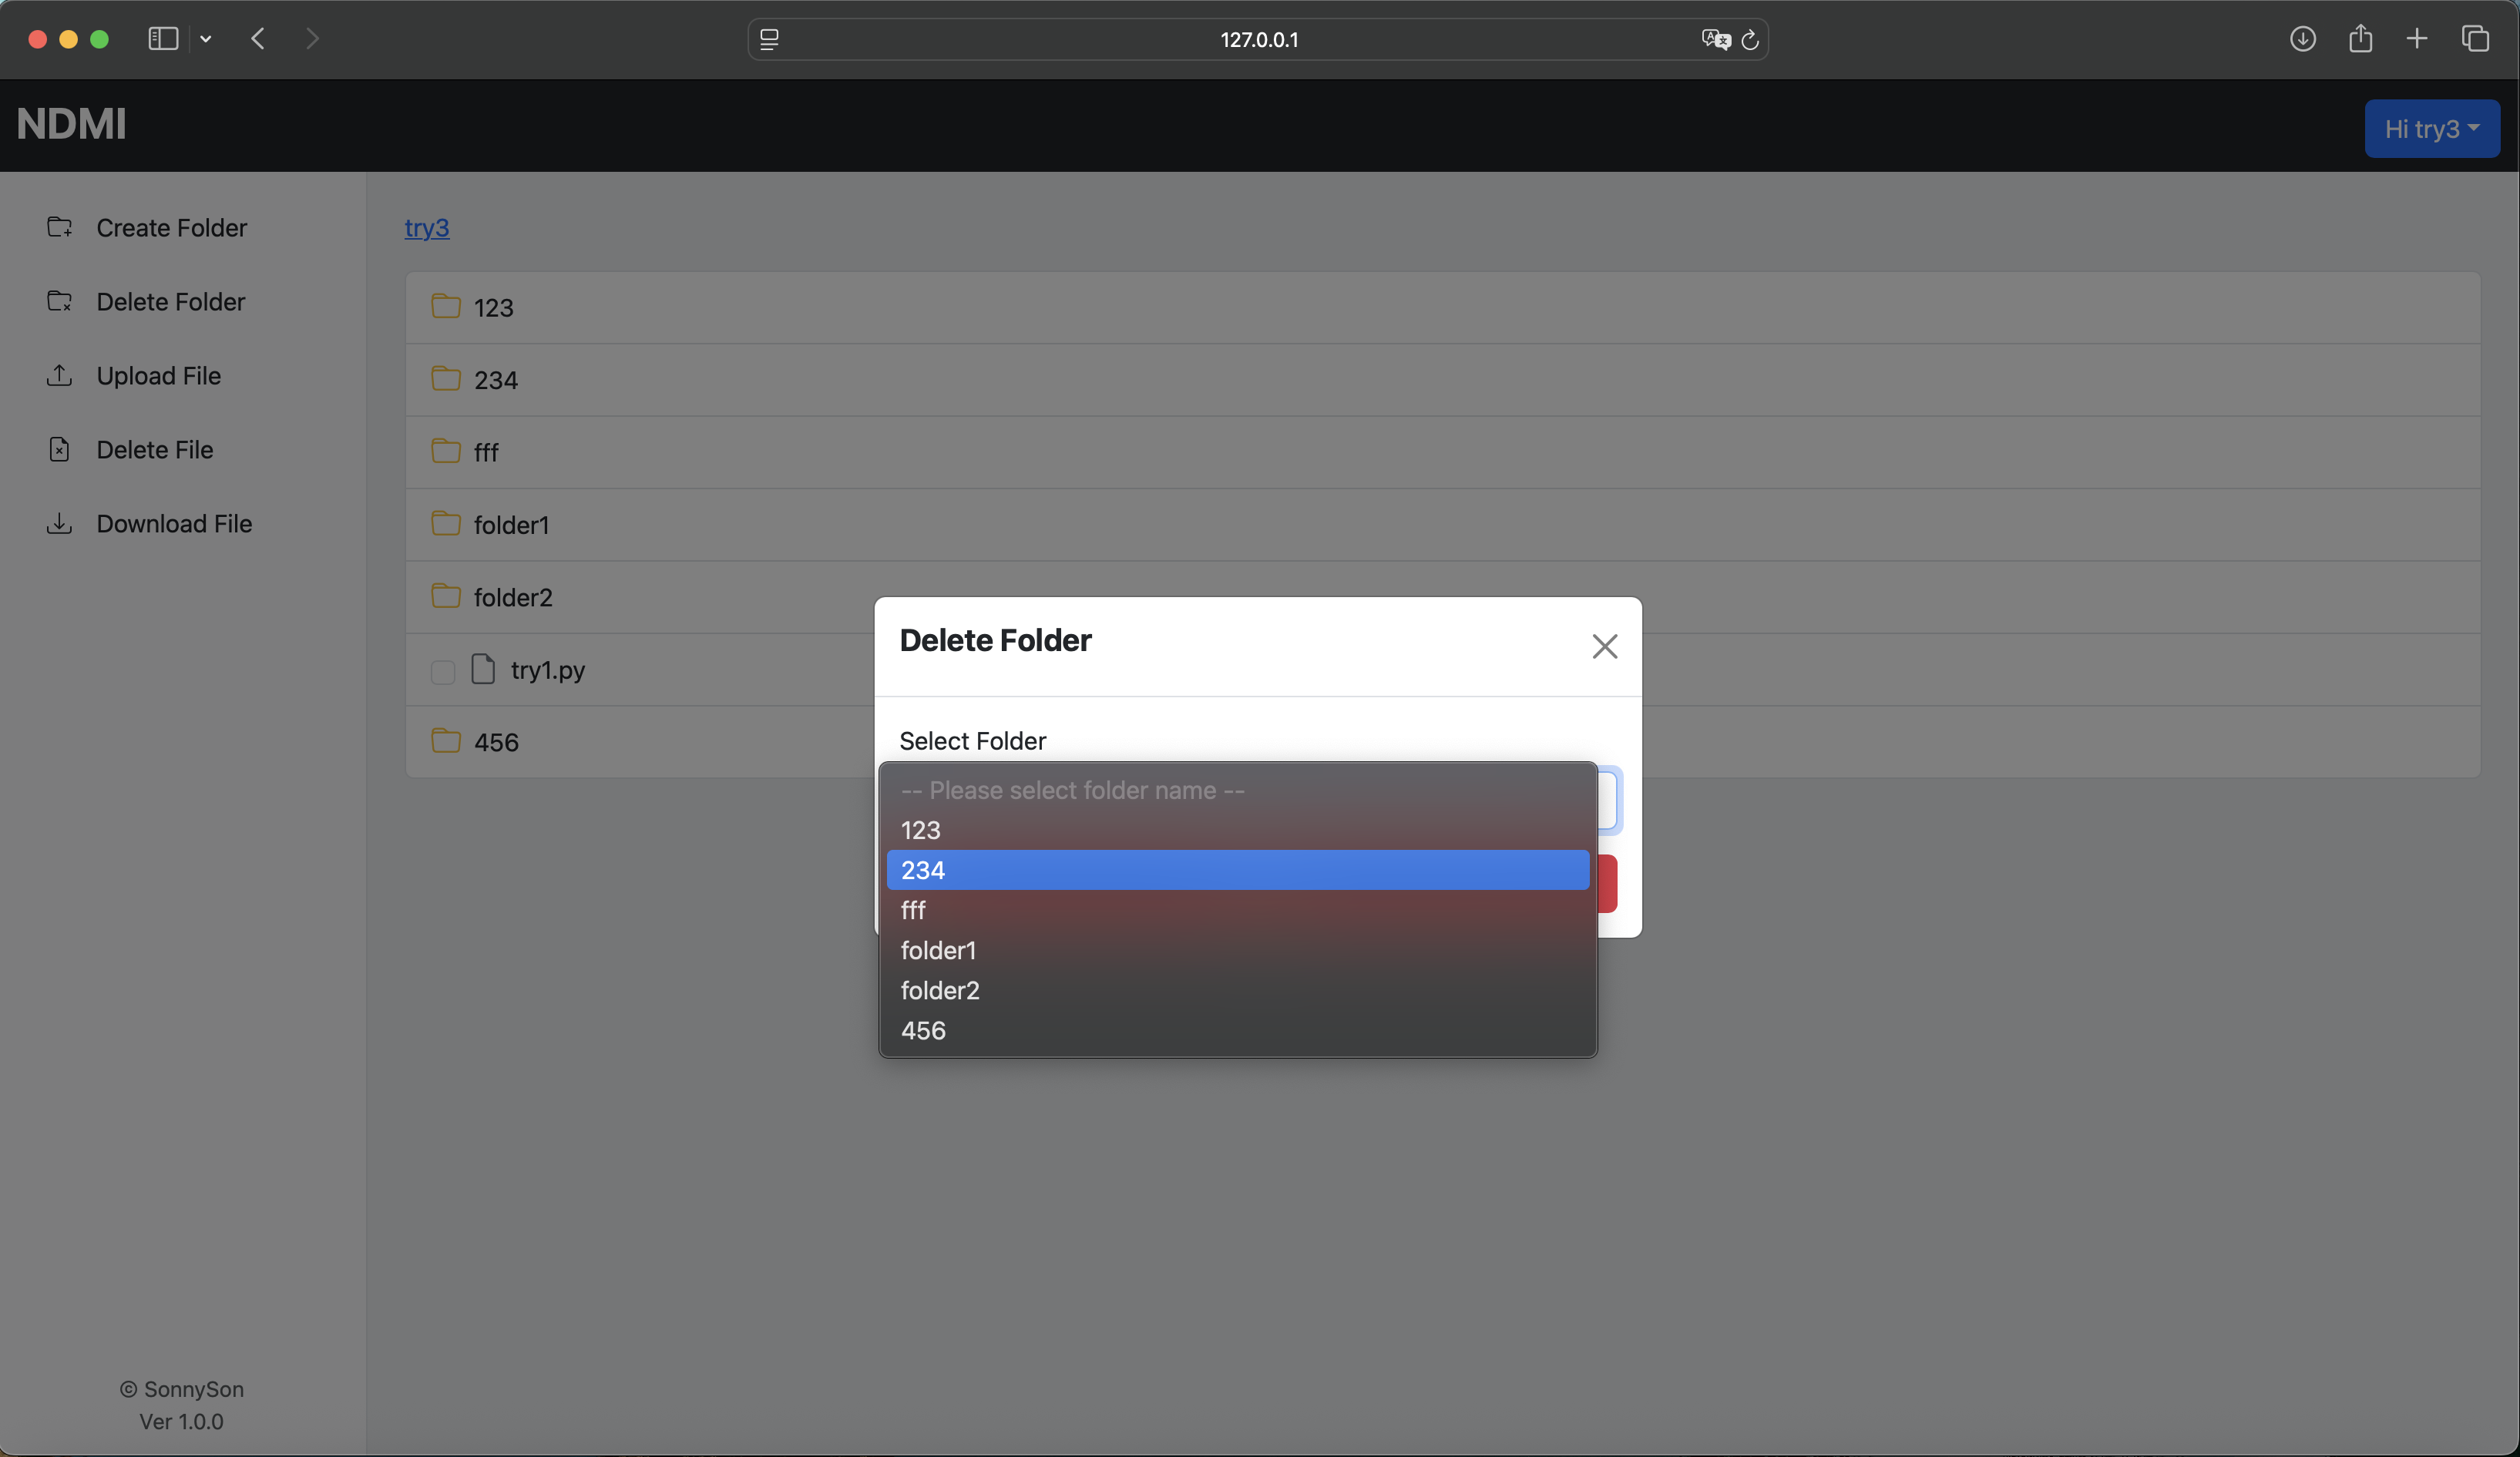 127.0.0.1
NDMI
Hi try3
Create Folder
Delete Folder
Upload File
Delete File
Download File
try3
123
234
fff
folder1
folder2
try1.py
456
Delete Folder
Select Folder
-- Please select folder name --
123
234
fff
folder1
folder2
456
© SonnySon
Ver 1.0.0